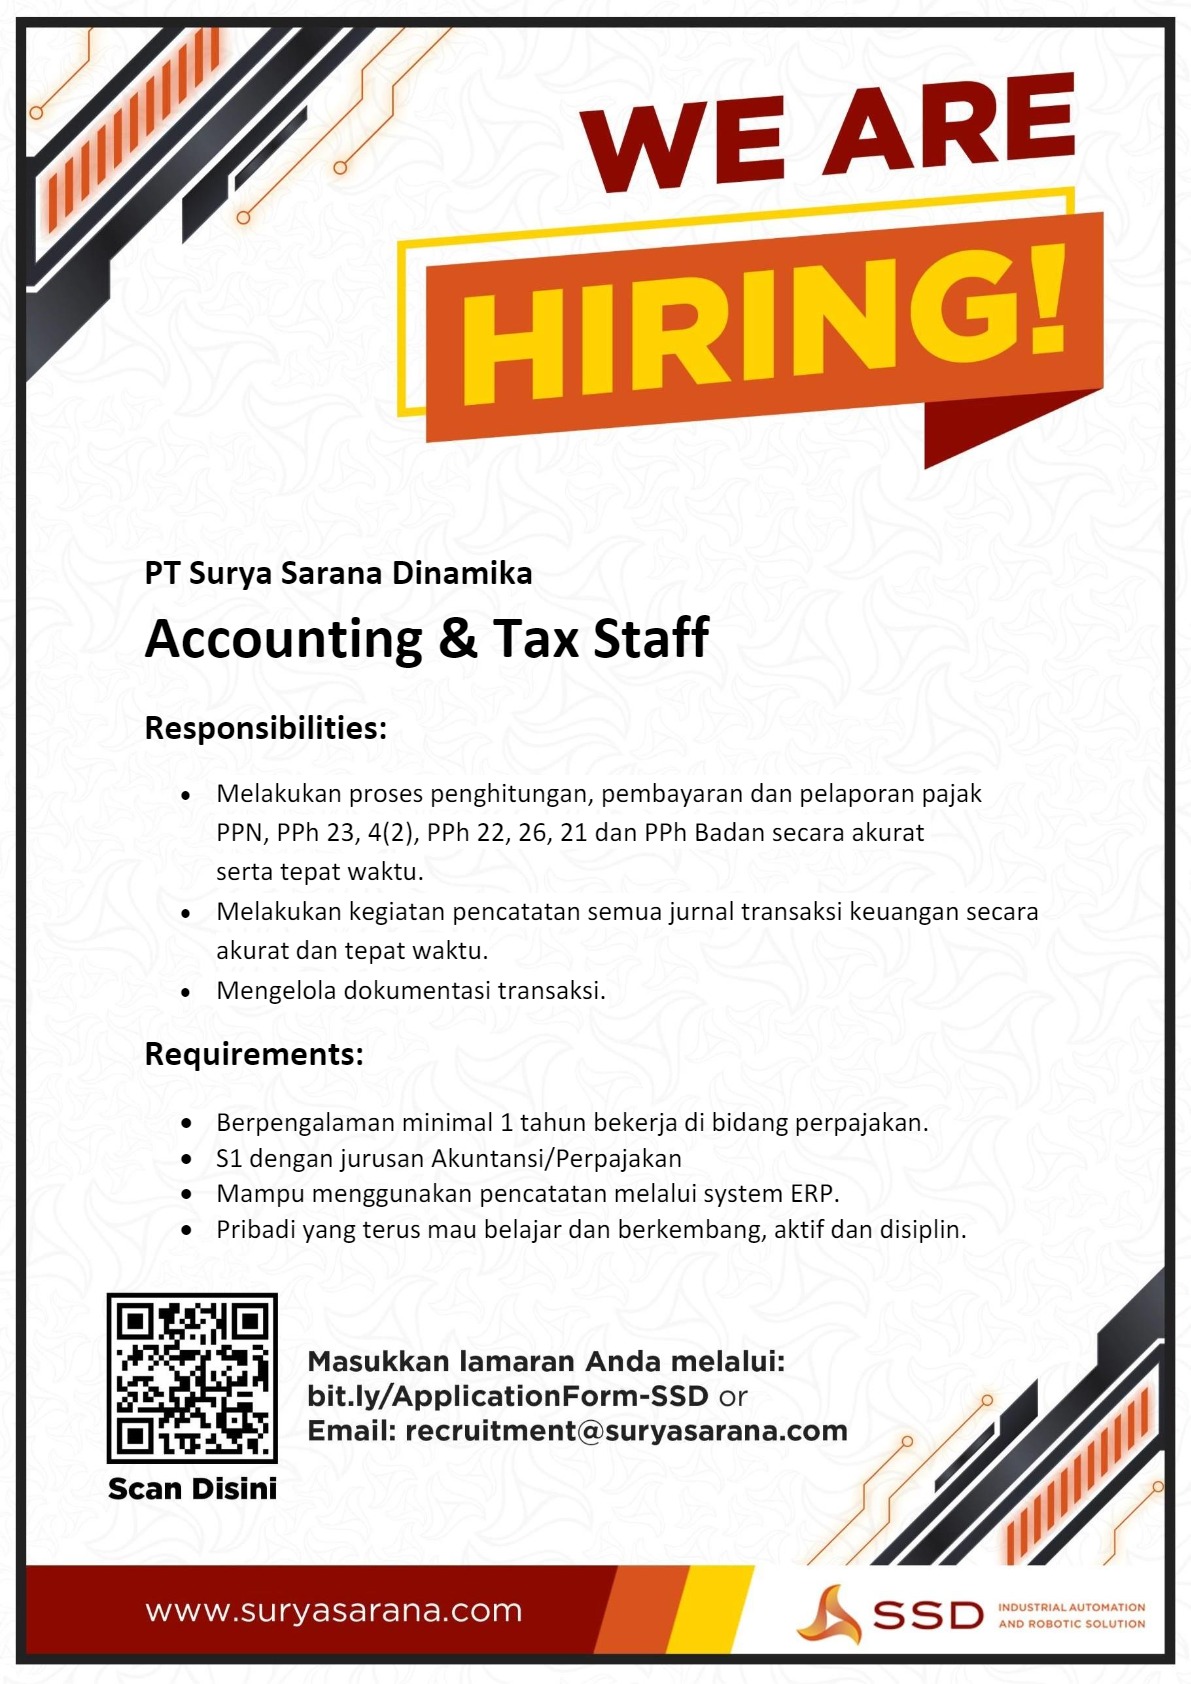 WE ARE
HIRING!
PT Surya Sarana Dinamika
Accounting & Tax Staff
Responsibilities:
• Melakukan proses penghitungan, pembayaran dan pelaporan pajak
PPN, PPh 23, 4(2), PPh 22, 26, 21 dan PPh Badan secara akurat
serta tepat waktu.
• Melakukan kegiatan pencatatan semua jurnal transaksi keuangan secara
akurat dan tepat waktu.
• Mengelola dokumentasi transaksi.
Requirements:
• Berpengalaman minimal 1 tahun bekerja di bidang perpajakan.
• S1 dengan jurusan Akuntansi/Perpajakan
• Mampu menggunakan pencatatan melalui system ERP.
• Pribadi yang terus mau belajar dan berkembang, aktif dan disiplin.
Masukkan lamaran Anda melalui:
bit.ly/ApplicationForm-SSD or
Email: recruitment@suryasarana.com
Scan Disini
www.suryasarana.com
SSD
INDUSTRIAL AUTOMATION
AND ROBOTIC SOLUTION